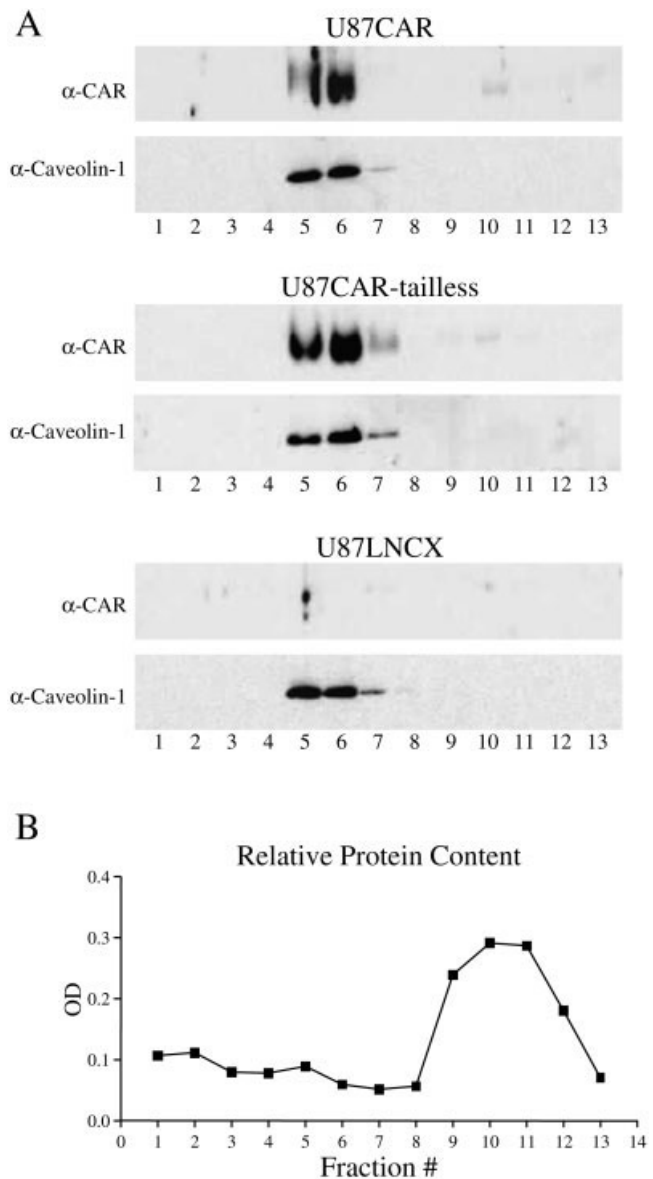 A
U87CAR
α-CAR
α-Caveolin-1
1 2 3 4 5 6 7 8 9 10 11 12 13
U87CAR-tailless
α-CAR
α-Caveolin-1
1 2 3 4 5 6 7 8 9 10 11 12 13
U87LNCX
α-CAR
α-Caveolin-1
1 2 3 4 5 6 7 8 9 10 11 12 13
B
Relative Protein Content
0.4
0.3
0.2
0.1
0.0
OD
0 1 2 3 4 5 6 7 8 9 10 11 12 13 14
Fraction #